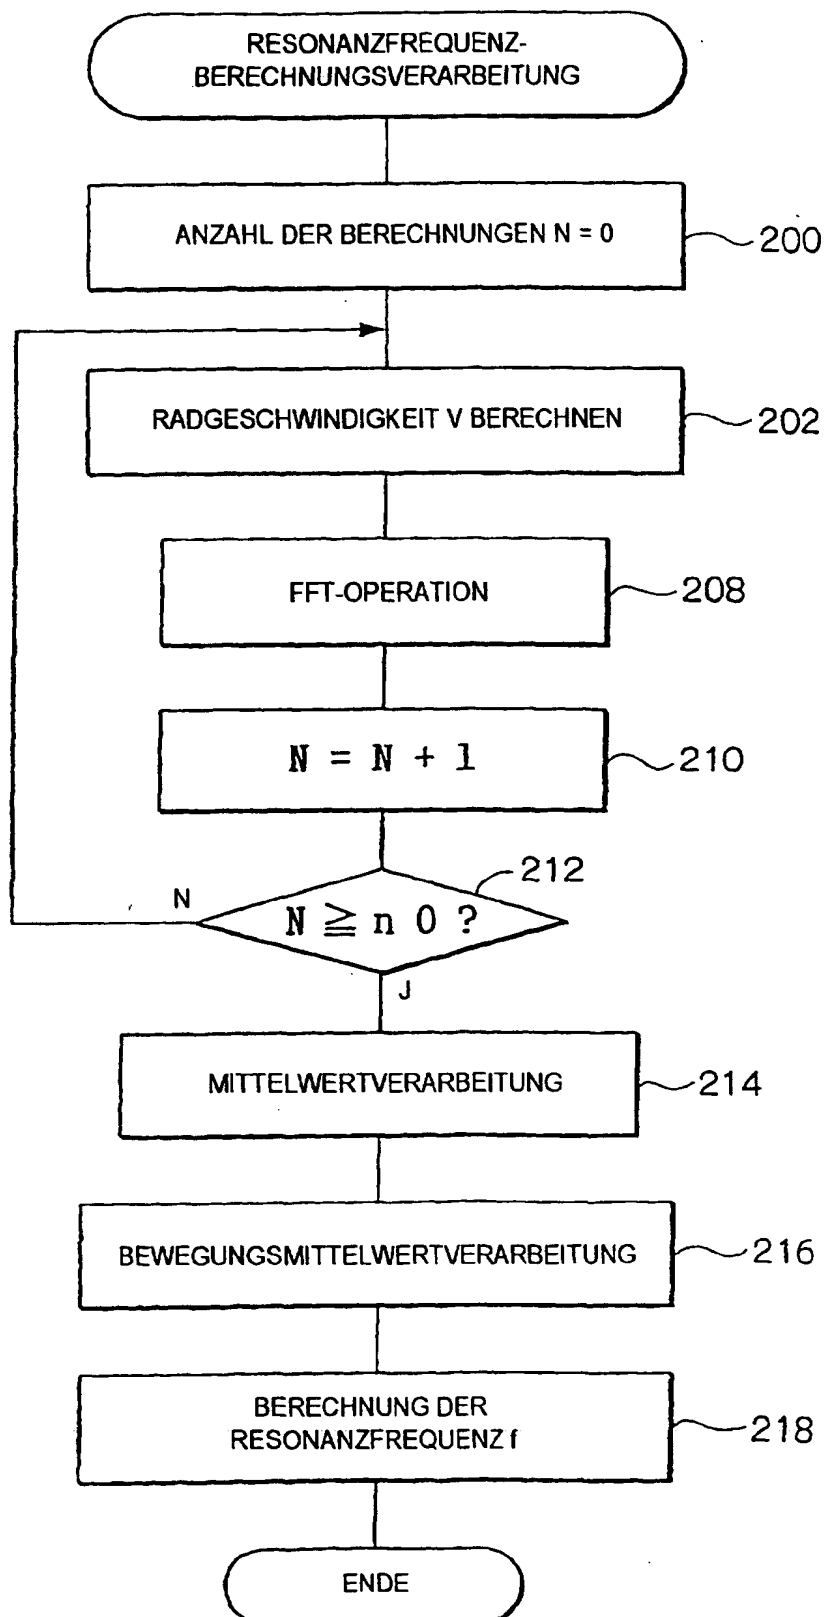 RESONANZFREQUENZ-
BERECHNUNGSVERARBEITUNG
ANZAHL DER BERECHNUNGEN N = 0
200
RADGESCHWINDIGKEIT V BERECHNEN
202
FFT-OPERATION
208
N = N + 1
210
212
N
N ≧ n 0 ?
J
MITTELWERTVERARBEITUNG
214
BEWEGUNGSMITTELWERTVERARBEITUNG
216
BERECHNUNG DER
RESONANZFREQUENZ f
218
ENDE